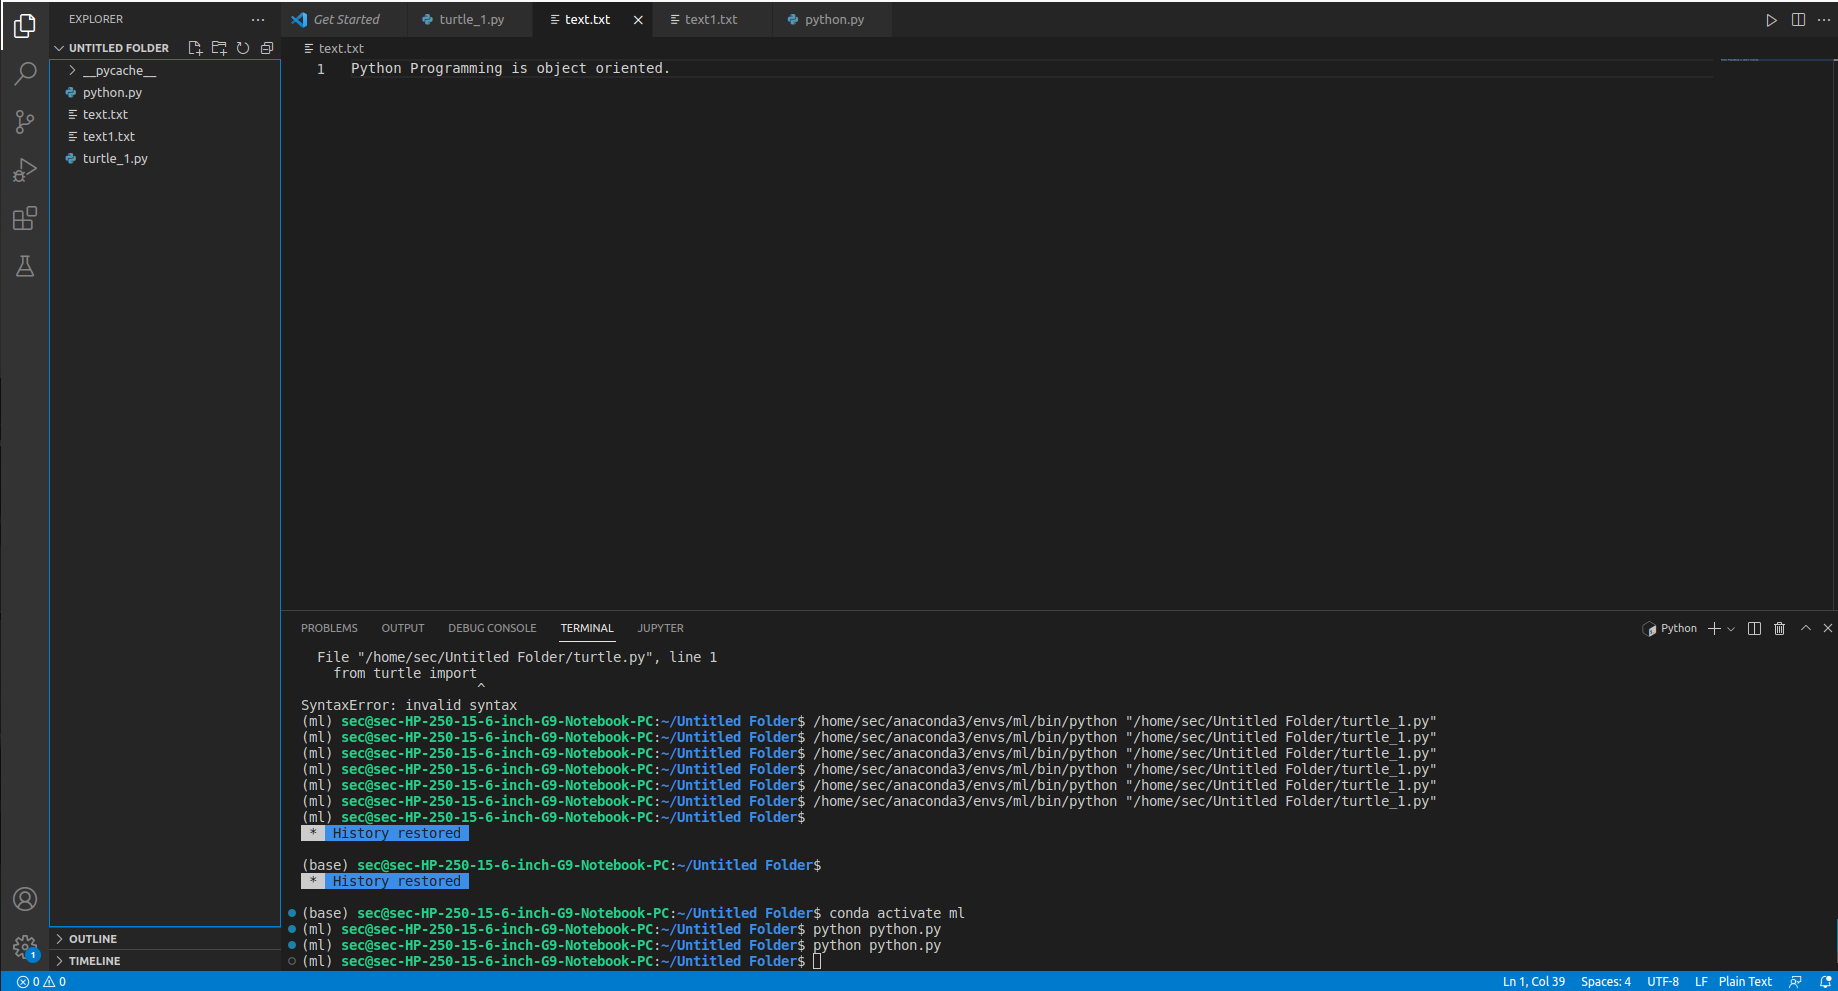 EXPLORER
Get Started
turtle_1.py
text.txt
text1.txt
python.py
UNTITLED FOLDER
__pycache__
python.py
text.txt
text1.txt
turtle_1.py
text.txt
1 Python Programming is object oriented.
PROBLEMS OUTPUT DEBUG CONSOLE TERMINAL JUPYTER
Python
File "/home/sec/Untitled Folder/turtle.py", line 1
from turtle import
^
SyntaxError: invalid syntax
(ml) sec@sec-HP-250-15-6-inch-G9-Notebook-PC:~/Untitled Folder$ /home/sec/anaconda3/envs/ml/bin/python "/home/sec/Untitled Folder/turtle_1.py"
(ml) sec@sec-HP-250-15-6-inch-G9-Notebook-PC:~/Untitled Folder$ /home/sec/anaconda3/envs/ml/bin/python "/home/sec/Untitled Folder/turtle_1.py"
(ml) sec@sec-HP-250-15-6-inch-G9-Notebook-PC:~/Untitled Folder$ /home/sec/anaconda3/envs/ml/bin/python "/home/sec/Untitled Folder/turtle_1.py"
(ml) sec@sec-HP-250-15-6-inch-G9-Notebook-PC:~/Untitled Folder$ /home/sec/anaconda3/envs/ml/bin/python "/home/sec/Untitled Folder/turtle_1.py"
(ml) sec@sec-HP-250-15-6-inch-G9-Notebook-PC:~/Untitled Folder$ /home/sec/anaconda3/envs/ml/bin/python "/home/sec/Untitled Folder/turtle_1.py"
(ml) sec@sec-HP-250-15-6-inch-G9-Notebook-PC:~/Untitled Folder$ /home/sec/anaconda3/envs/ml/bin/python "/home/sec/Untitled Folder/turtle_1.py"
(ml) sec@sec-HP-250-15-6-inch-G9-Notebook-PC:~/Untitled Folder$
* History restored
(base) sec@sec-HP-250-15-6-inch-G9-Notebook-PC:~/Untitled Folder$
* History restored
(base) sec@sec-HP-250-15-6-inch-G9-Notebook-PC:~/Untitled Folder$ conda activate ml
(ml) sec@sec-HP-250-15-6-inch-G9-Notebook-PC:~/Untitled Folder$ python python.py
(ml) sec@sec-HP-250-15-6-inch-G9-Notebook-PC:~/Untitled Folder$ python python.py
(ml) sec@sec-HP-250-15-6-inch-G9-Notebook-PC:~/Untitled Folder$
OUTLINE
TIMELINE
1
0 0
Ln 1, Col 39 Spaces: 4 UTF-8 LF Plain Text